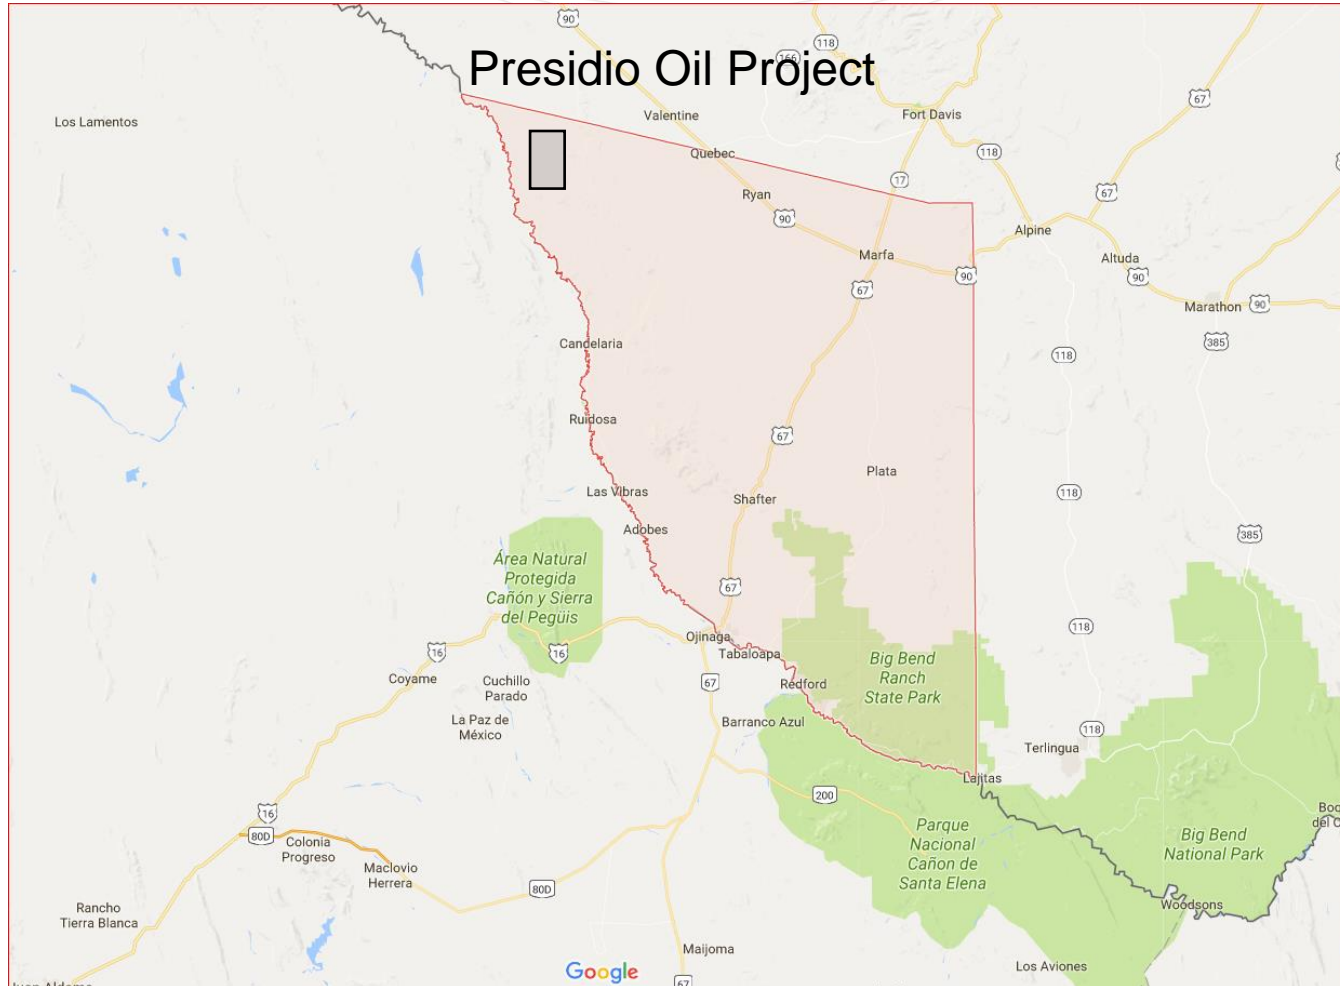 90
118
166
Presidio Oil Project
67
Valentine
Fort Davis
Los Lamentos
118
Quebec
17
67
Ryan
90
Alpine
Marfa
Altuda
90
90
67
Marathon
90
385
118
Candelaria
Ruidosa
67
Plata
Las Vibras
Shafter
118
Adobes
385
Área Natural
Protegida
Cañón y Sierra
del Pegüis
67
118
Ojinaga
16
16
Tabaloapa
Big Bend
Ranch
State Park
Coyame
Cuchillo
Parado
67
Redford
La Paz de
México
Barranco Azul
118
Terlingua
Lajitas
200
16
80D
Colonia
Progreso
Parque
Nacional
Cañon de
Santa Elena
Big Bend
National Park
Maclovio
Herrera
80D
Rancho
Tierra Blanca
Woodsons
Maijoma
Los Aviones
Google
67